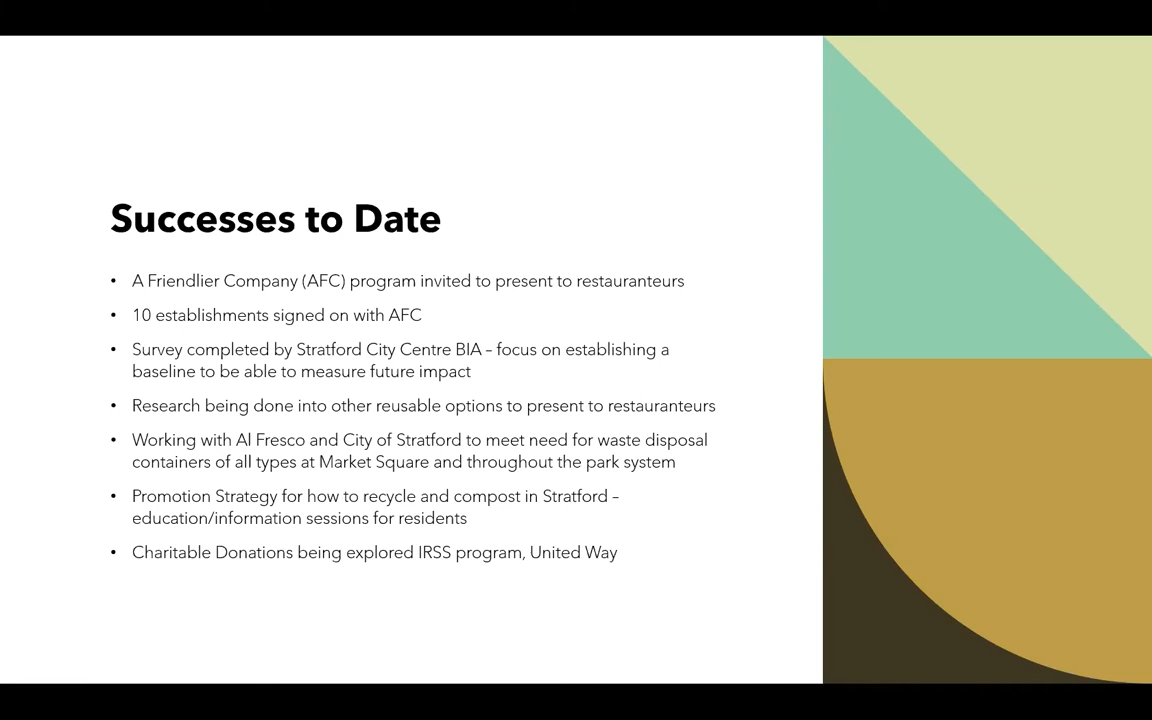 Successes to Date
• A Friendlier Company (AFC) program invited to present to restauranteurs
• 10 establishments signed on with AFC
• Survey completed by Stratford City Centre BIA – focus on establishing a
baseline to be able to measure future impact
• Research being done into other reusable options to present to restauranteurs
• Working with Al Fresco and City of Stratford to meet need for waste disposal
containers of all types at Market Square and throughout the park system
• Promotion Strategy for how to recycle and compost in Stratford –
education/information sessions for residents
• Charitable Donations being explored IRSS program, United Way